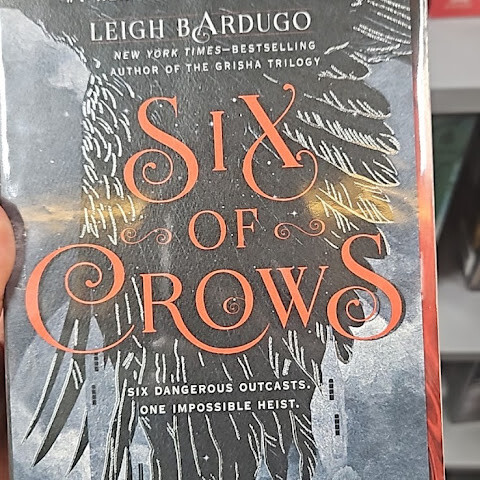 LEIGH BARDUGO
NEW YORK TIMES–BESTSELLING
AUTHOR OF THE GRISHA TRILOGY
SIX
OF
CROWS
SIX DANGEROUS OUTCASTS.
ONE IMPOSSIBLE HEIST.